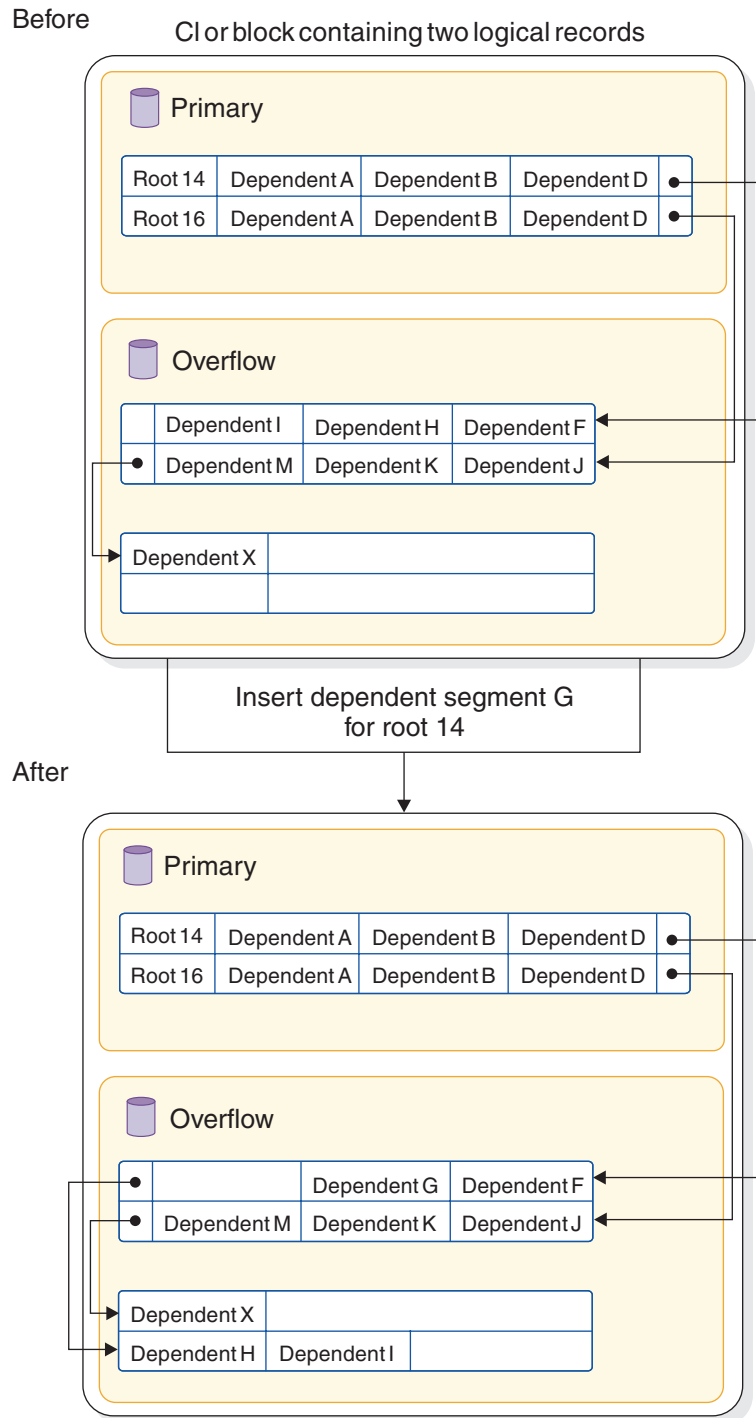 Before
CI or block containing two logical records
Primary
Root 14 Dependent A Dependent B Dependent D
Root 16 Dependent A Dependent B Dependent D
Overflow
Dependent I Dependent H Dependent F
Dependent M Dependent K Dependent J
Dependent X
Insert dependent segment G
for root 14
After
Primary
Root 14 Dependent A Dependent B Dependent D
Root 16 Dependent A Dependent B Dependent D
Overflow
Dependent G Dependent F
Dependent M Dependent K Dependent J
Dependent X
Dependent H Dependent I